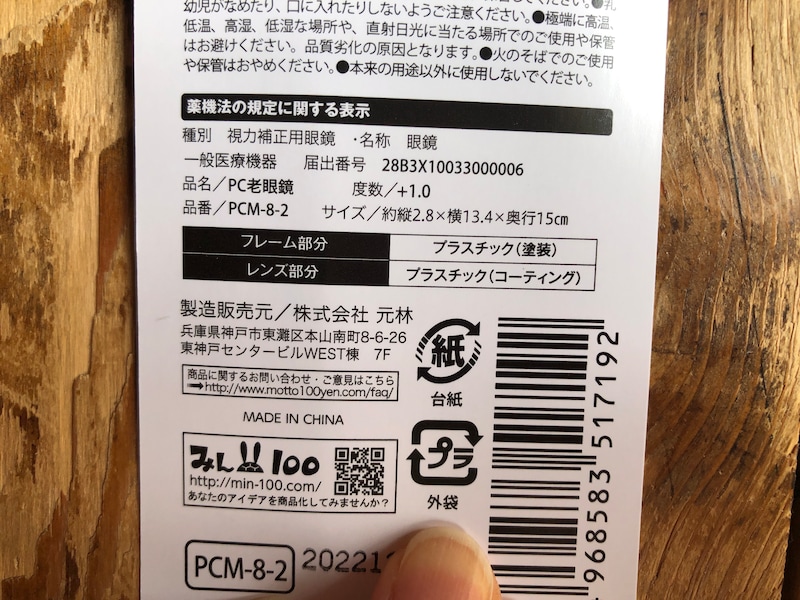 幼児がなめたり、口に入れたりしないようご注意ください。●極端に高温、
低温、高湿、低湿な場所や、直射日光に当たる場所でのご使用や保管
はお避けください。品質劣化の原因となります。●火のそばでのご使用
や保管はおやめください。●本来の用途以外に使用しないでください。
薬機法の規定に関する表示
種別 視力補正用眼鏡 ・名称 眼鏡
一般医療機器 届出番号 28B3X10033000006
品名／PC老眼鏡 度数／+1.0
品番／PCM-8-2 サイズ／約縦2.8×横13.4×奥行15㎝
フレーム部分 プラスチック(塗装)
レンズ部分 プラスチック(コーティング)
製造販売元／株式会社 元林
兵庫県神戸市東灘区本山南町8-6-26
東神戸センタービルWEST棟 7F
商品に関するお問い合わせ・ご意見はこちら
➡http://www.motto100yen.com/faq/
MADE IN CHINA
みん100
http://min-100.com/
あなたのアイデアを商品化してみませんか？
紙
台紙
プラ
外袋
968583 517192
PCM-8-2
202211